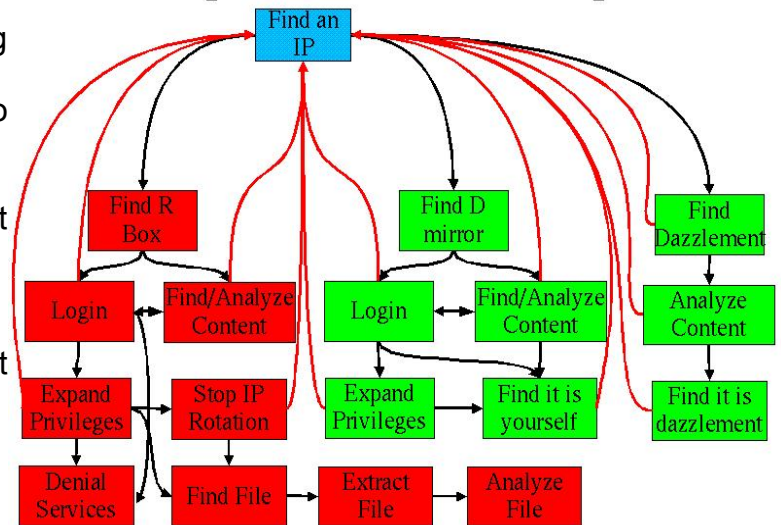 Find an
IP
g
o
t
t
Find R
Box
Find D
mirror
Find
Dazzlement
Login
Find/Analyze
Content
Login
Find/Analyze
Content
Analyze
Content
Expand
Privileges
Stop IP
Rotation
Expand
Privileges
Find it is
yourself
Find it is
dazzlement
Denial
Services
Find File
Extract
File
Analyze
File